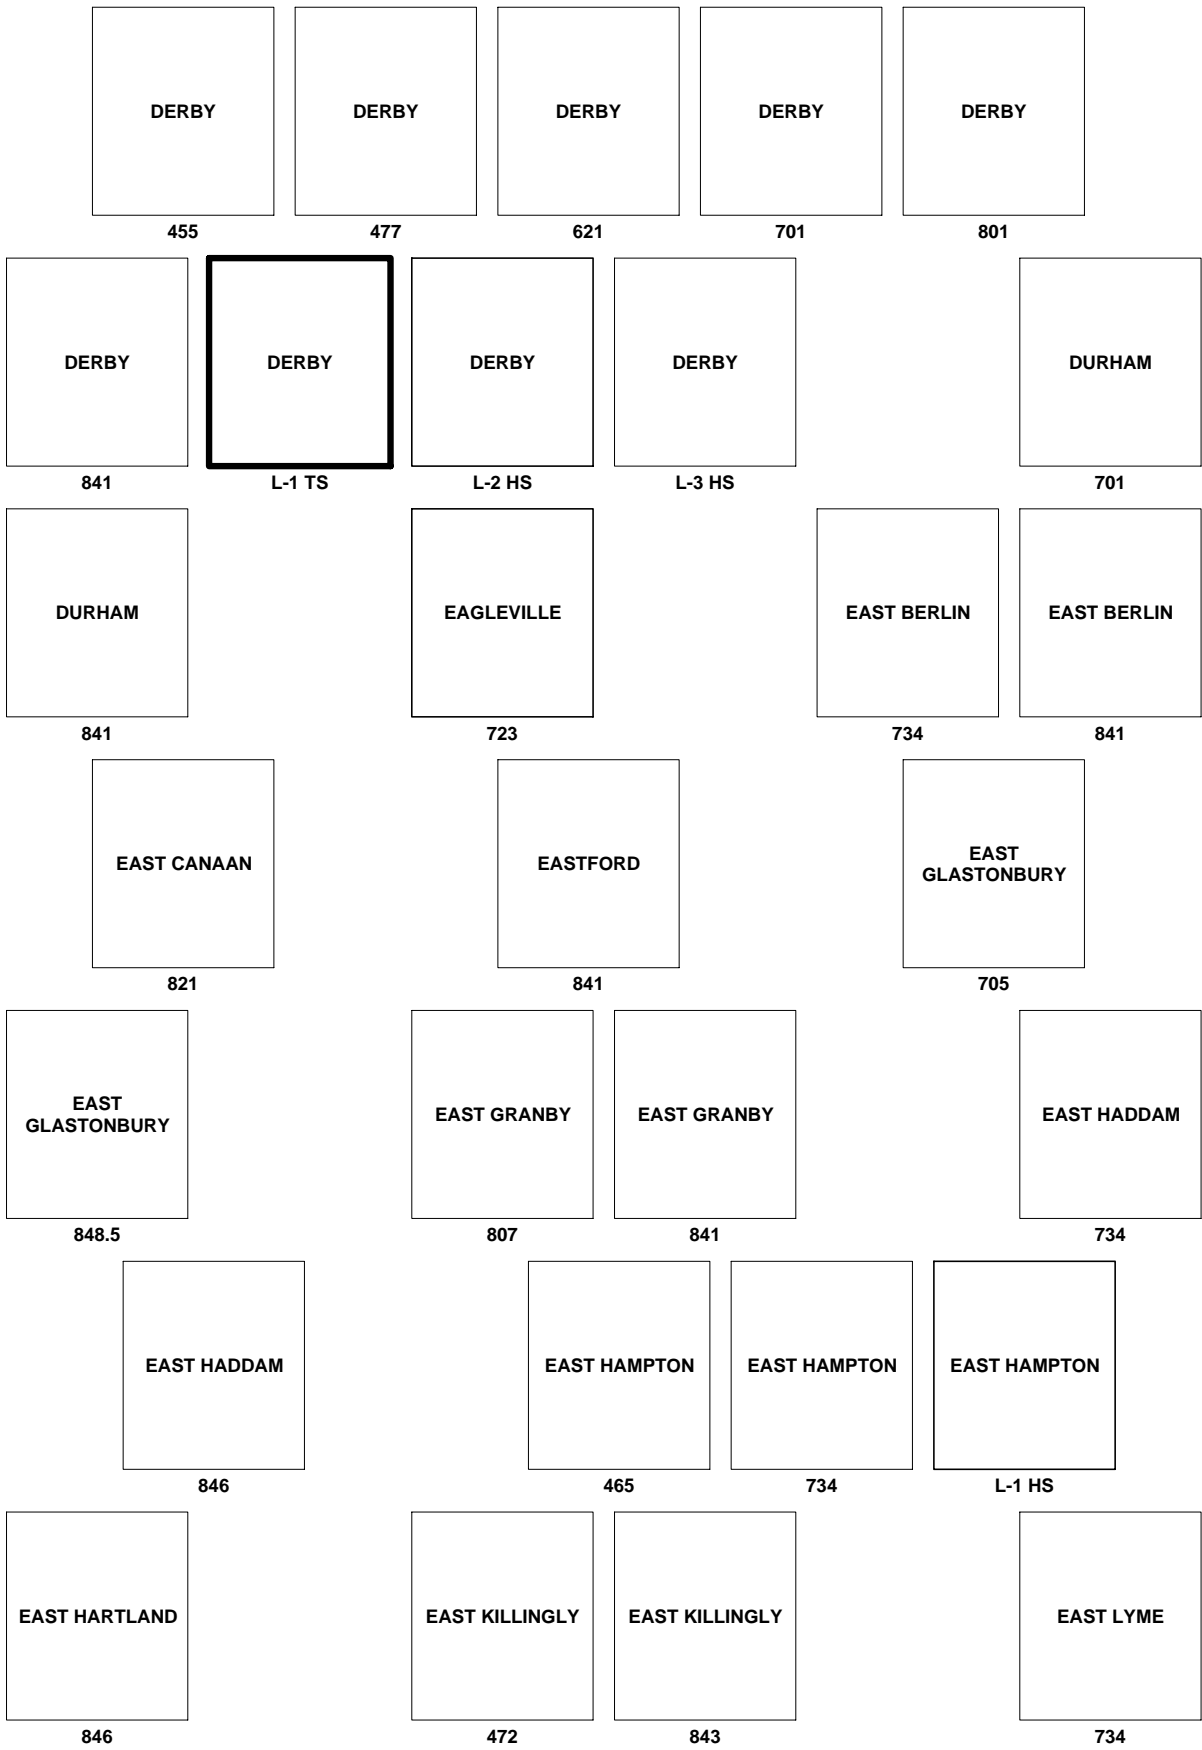 DERBY DERBY DERBY DERBY DERBY
455 477 621 701 801
DERBY DERBY DERBY DERBY DURHAM
841 L-1 TS L-2 HS L-3 HS 701
DURHAM EAGLEVILLE EAST BERLIN EAST BERLIN
841 723 734 841
EAST CANAAN EASTFORD EAST
GLASTONBURY
821 841 705
EAST
GLASTONBURY EAST GRANBY EAST GRANBY EAST HADDAM
848.5 807 841 734
EAST HADDAM EAST HAMPTON EAST HAMPTON EAST HAMPTON
846 465 734 L-1 HS
EAST HARTLAND EAST KILLINGLY EAST KILLINGLY EAST LYME
846 472 843 734